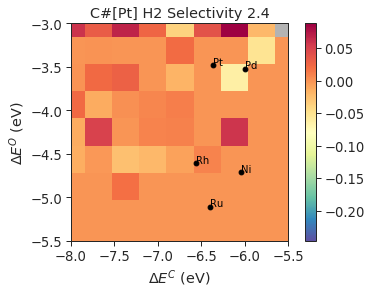 C#[Pt] H2 Selectivity 2.4
−3.0
−3.5
−4.0
−4.5
−5.0
−5.5
ΔE^O (eV)
Pt
Pd
Rh
Ni
Ru
−8.0 −7.5 −7.0 −6.5 −6.0 −5.5
ΔE^C (eV)
0.05
0.00
−0.05
−0.10
−0.15
−0.20